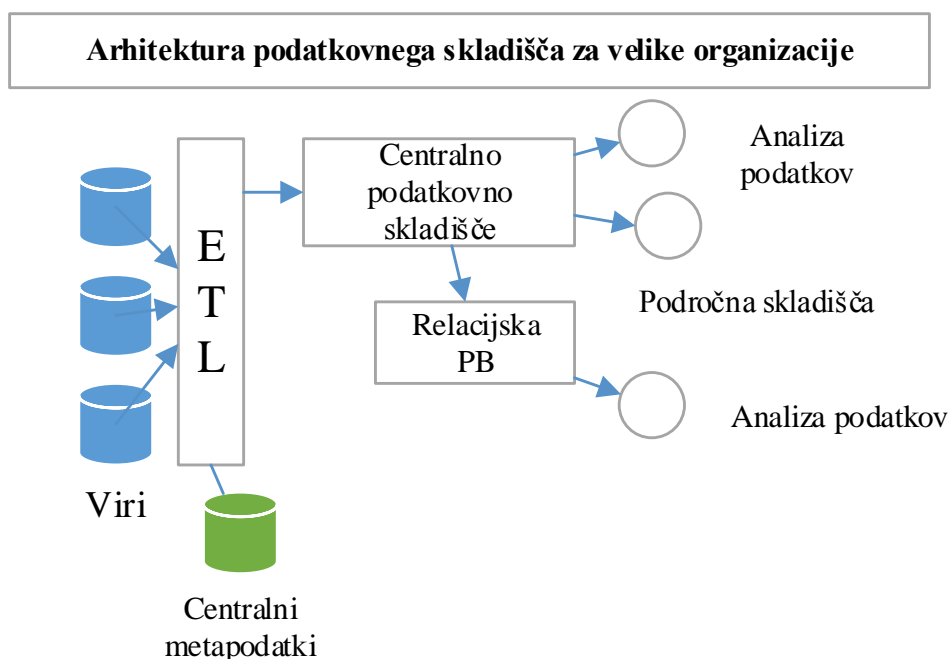 Arhitektura podatkovnega skladišča za velike organizacije
Analiza
podatkov
Centralno
podatkovno
skladišče
E
T
L
Področna skladišča
Relacijska
PB
Analiza podatkov
Viri
Centralni
metapodatki